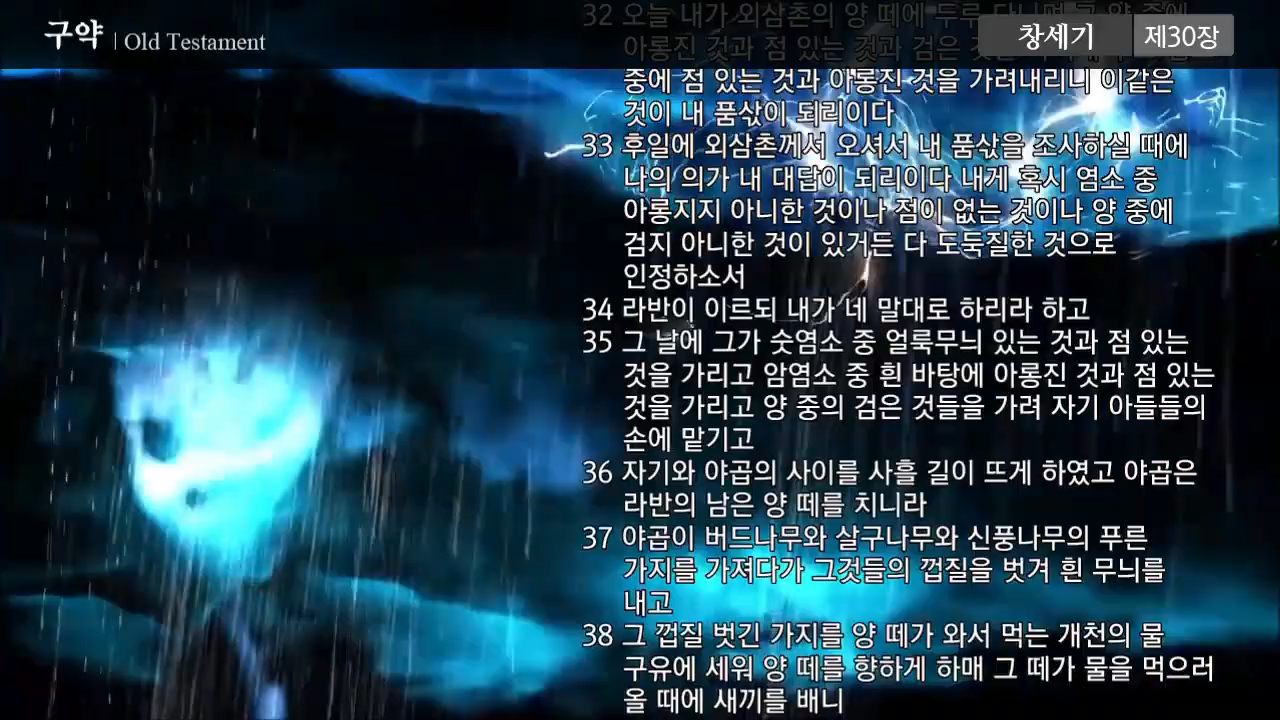 구약 | Old Testament
창세기 제30장
32 오늘 내가 외삼촌의 양 떼에 두루
아롱진 것과 점 있는 것과 검은
중에 점 있는 것과 아롱진 것을 가려내리니 이같은
것이 내 품삯이 되리이다
33 후일에 외삼촌께서 오셔서 내 품삯을 조사하실 때에
나의 의가 내 대답이 되리이다 내게 혹시 염소 중
아롱지지 아니한 것이나 점이 없는 것이나 양 중에
검지 아니한 것이 있거든 다 도둑질한 것으로
인정하소서
34 라반이 이르되 내가 네 말대로 하리라 하고
35 그 날에 그가 숫염소 중 얼룩무늬 있는 것과 점 있는
것을 가리고 암염소 중 흰 바탕에 아롱진 것과 점 있는
것을 가리고 양 중의 검은 것들을 가려 자기 아들들의
손에 맡기고
36 자기와 야곱의 사이를 사흘 길이 뜨게 하였고 야곱은
라반의 남은 양 떼를 치니라
37 야곱이 버드나무와 살구나무와 신풍나무의 푸른
가지를 가져다가 그것들의 껍질을 벗겨 흰 무늬를
내고
38 그 껍질 벗긴 가지를 양 떼가 와서 먹는 개천의 물
구유에 세워 양 떼를 향하게 하매 그 떼가 물을 먹으러
올 때에 새끼를 배니